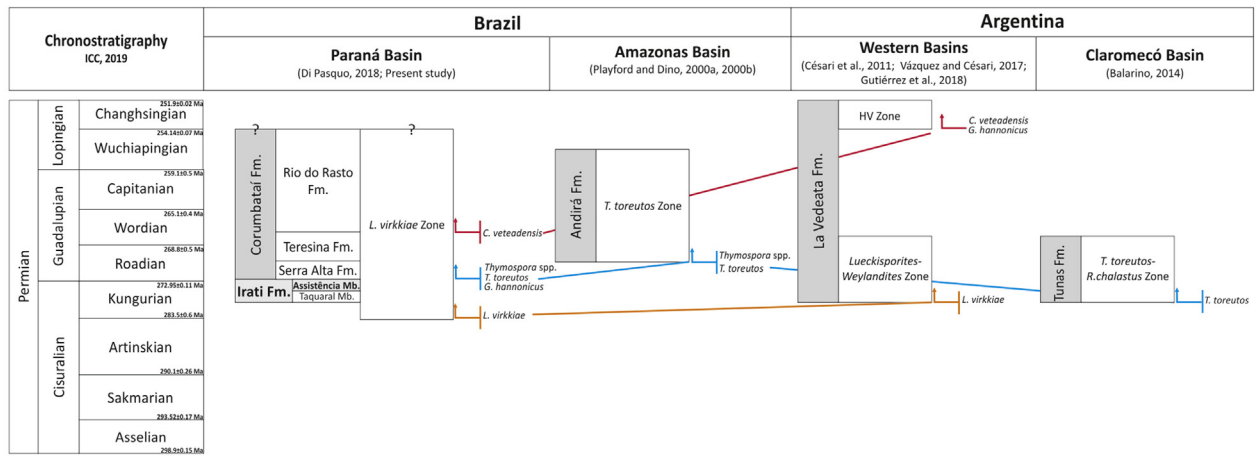 Chronostratigraphy
ICC, 2019
Brazil
Argentina
Paraná Basin
(Di Pasquo, 2018; Present study)
Amazonas Basin
(Playford and Dino, 2000a, 2000b)
Western Basins
(Césari et al., 2011; Vázquez and Césari, 2017;
Gutiérrez et al., 2018)
Claromecó Basin
(Balarino, 2014)
Permian
Lopingian
Guadalupian
Cisuralian
251.9±0.02 Ma
Changhsingian
254.14±0.07 Ma
Wuchiapingian
259.1±0.5 Ma
Capitanian
265.1±0.4 Ma
Wordian
268.8±0.5 Ma
Roadian
272.95±0.11 Ma
Kungurian
283.5±0.6 Ma
Artinskian
290.1±0.26 Ma
Sakmarian
293.52±0.17 Ma
Asselian
298.9±0.15 Ma
?
Corumbataí Fm.
Rio do Rasto
Fm.
Teresina Fm.
Serra Alta Fm.
Irati Fm.
Assistência Mb.
Taquaral Mb.
?
L. virkkiae Zone
C. veteadensis
Thymospora spp.
T. toreutos
G. hannonicus
L. virkkiae
Andirá Fm.
T. toreutos Zone
Thymospora spp.
T. toreutos
La Vedeata Fm.
HV Zone
Lueckisporites-
Weylandites Zone
C. veteadensis
G. hannonicus
L. virkkiae
Tunas Fm.
T. toreutos-
R.chalastus Zone
T. toreutos